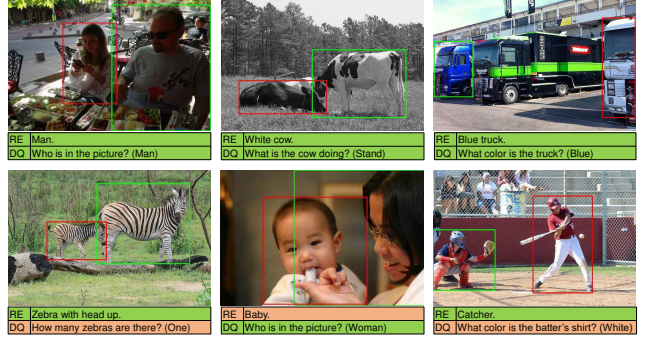 RE Man.
DQ Who is in the picture? (Man)
RE White cow.
DQ What is the cow doing? (Stand)
RE Blue truck.
DQ What color is the truck? (Blue)
RE Zebra with head up.
DQ How many zebras are there? (One)
RE Baby.
DQ Who is in the picture? (Woman)
RE Catcher.
DQ What color is the batter's shirt? (White)